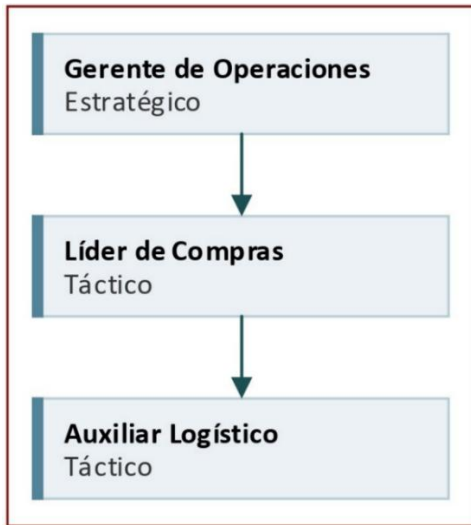 Gerente de Operaciones
Estratégico
Líder de Compras
Táctico
Auxiliar Logístico
Táctico